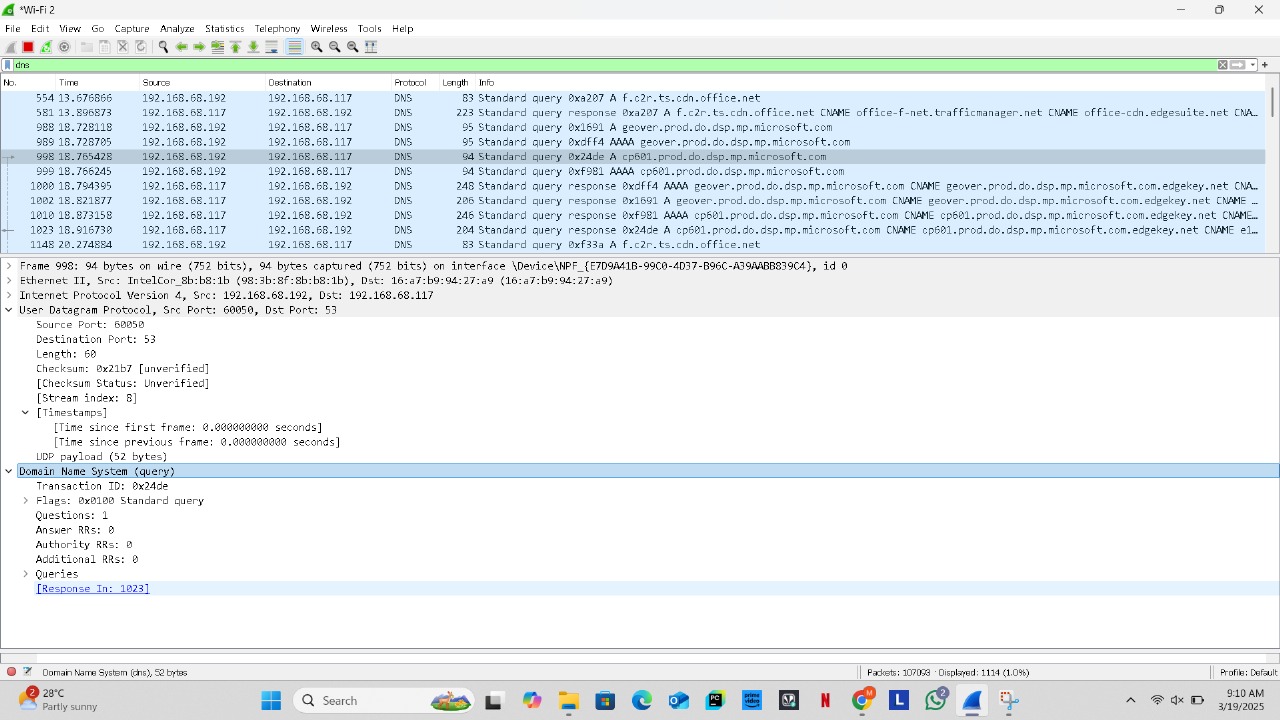 *Wi-Fi 2
File Edit View Go Capture Analyze Statistics Telephony Wireless Tools Help
dns
No. Time Source Destination Protocol Length Info
554 13.676866 192.168.68.192 192.168.68.117 DNS 83 Standard query 0xa207 A f.c2r.ts.cdn.office.net
581 13.896873 192.168.68.117 192.168.68.192 DNS 223 Standard query response 0xa207 A f.c2r.ts.cdn.office.net CNAME office-f-net.trafficmanager.net CNAME office-cdn.edgesuite.net CNA…
988 18.728118 192.168.68.192 192.168.68.117 DNS 95 Standard query 0x1691 A geover.prod.do.dsp.mp.microsoft.com
989 18.728705 192.168.68.192 192.168.68.117 DNS 95 Standard query 0xdff4 AAAA geover.prod.do.dsp.mp.microsoft.com
998 18.765428 192.168.68.192 192.168.68.117 DNS 94 Standard query 0x24de A cp601.prod.do.dsp.mp.microsoft.com
999 18.766245 192.168.68.192 192.168.68.117 DNS 94 Standard query 0xf981 AAAA cp601.prod.do.dsp.mp.microsoft.com
1000 18.794395 192.168.68.117 192.168.68.192 DNS 248 Standard query response 0xdff4 AAAA geover.prod.do.dsp.mp.microsoft.com CNAME geover.prod.do.dsp.mp.microsoft.com.edgekey.net CNA…
1002 18.821877 192.168.68.117 192.168.68.192 DNS 206 Standard query response 0x1691 A geover.prod.do.dsp.mp.microsoft.com CNAME geover.prod.do.dsp.mp.microsoft.com.edgekey.net CNAME …
1010 18.873158 192.168.68.117 192.168.68.192 DNS 246 Standard query response 0xf981 AAAA cp601.prod.do.dsp.mp.microsoft.com CNAME cp601.prod.do.dsp.mp.microsoft.com.edgekey.net CNAME…
1023 18.916730 192.168.68.117 192.168.68.192 DNS 204 Standard query response 0x24de A cp601.prod.do.dsp.mp.microsoft.com CNAME cp601.prod.do.dsp.mp.microsoft.com.edgekey.net CNAME e1…
1148 20.274884 192.168.68.192 192.168.68.117 DNS 83 Standard query 0xf33a A f.c2r.ts.cdn.office.net
Frame 998: 94 bytes on wire (752 bits), 94 bytes captured (752 bits) on interface \Device\NPF_{E7D9A41B-99C0-4D37-B96C-A39AABB839C4}, id 0
Ethernet II, Src: IntelCor_8b:b8:1b (98:3b:8f:8b:b8:1b), Dst: 16:a7:b9:94:27:a9 (16:a7:b9:94:27:a9)
Internet Protocol Version 4, Src: 192.168.68.192, Dst: 192.168.68.117
User Datagram Protocol, Src Port: 60050, Dst Port: 53
Source Port: 60050
Destination Port: 53
Length: 60
Checksum: 0x21b7 [unverified]
[Checksum Status: Unverified]
[Stream index: 8]
[Timestamps]
[Time since first frame: 0.000000000 seconds]
[Time since previous frame: 0.000000000 seconds]
UDP payload (52 bytes)
Domain Name System (query)
Transaction ID: 0x24de
Flags: 0x0100 Standard query
Questions: 1
Answer RRs: 0
Authority RRs: 0
Additional RRs: 0
Queries
[Response In: 1023]
Domain Name System (dns), 52 bytes
Packets: 107093 · Displayed: 1114 (1.0%)
Profile: Default
2
28°C
Partly sunny
Search
PC
prime video
N
M
L
2
9:10 AM
3/19/2025